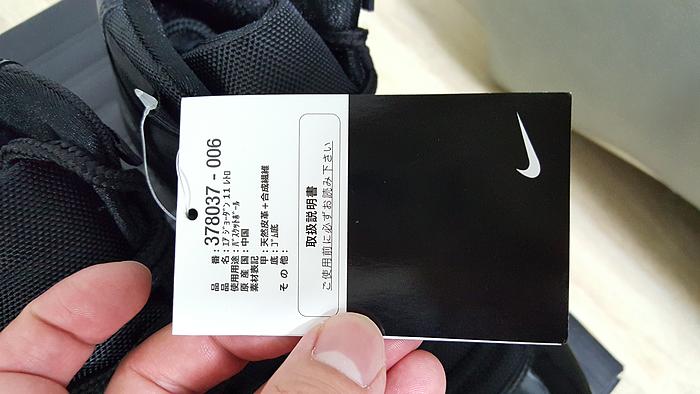 品　　番：378037 - 006
品　　名：ｴｱ ｼﾞｮｰﾀﾞﾝ 11 ﾚﾄﾛ
使用用途：ﾊﾞｽｹｯﾄﾎﾞｰﾙ
原 産 国：中国
素材表記　甲：天然皮革＋合成繊維
底：ｺﾞﾑ底
そ の 他：
取扱説明書
ご使用前に必ずお読み下さい